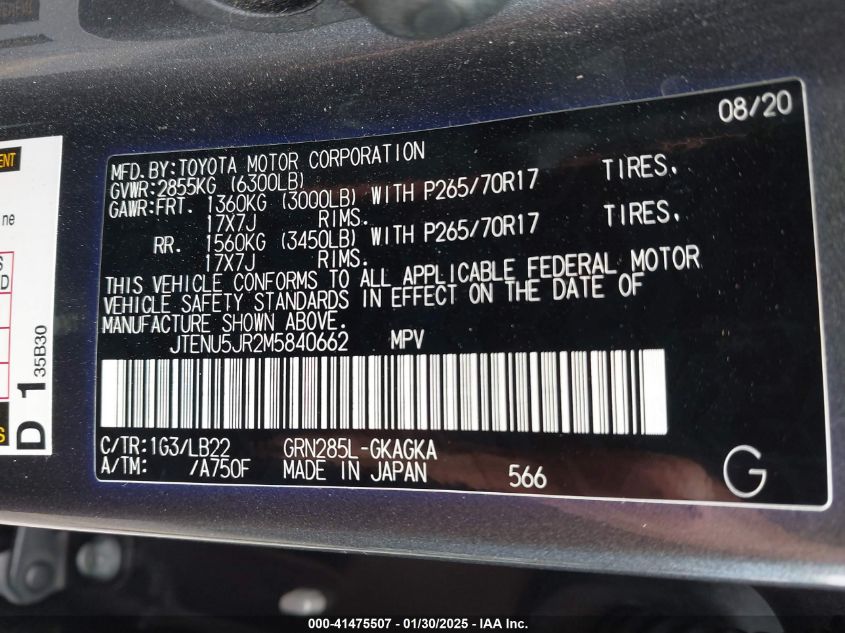 08/20
MFD. BY: TOYOTA MOTOR CORPORATION
GVWR: 2855KG (6300LB)
GAWR: FRT. 1360KG (3000LB) WITH P265/70R17 TIRES,
17X7J RIMS.
RR. 1560KG (3450LB) WITH P265/70R17 TIRES,
17X7J RIMS.
THIS VEHICLE CONFORMS TO ALL APPLICABLE FEDERAL MOTOR
VEHICLE SAFETY STANDARDS IN EFFECT ON THE DATE OF
MANUFACTURE SHOWN ABOVE.
JTENU5JR2M5840662 MPV
C/TR: 1G3/LB22 GRN285L-GKAGKA
A/TM: /A750F MADE IN JAPAN 566 G
ne
D 1 35B30
000-41475507 - 01/30/2025 - IAA Inc.